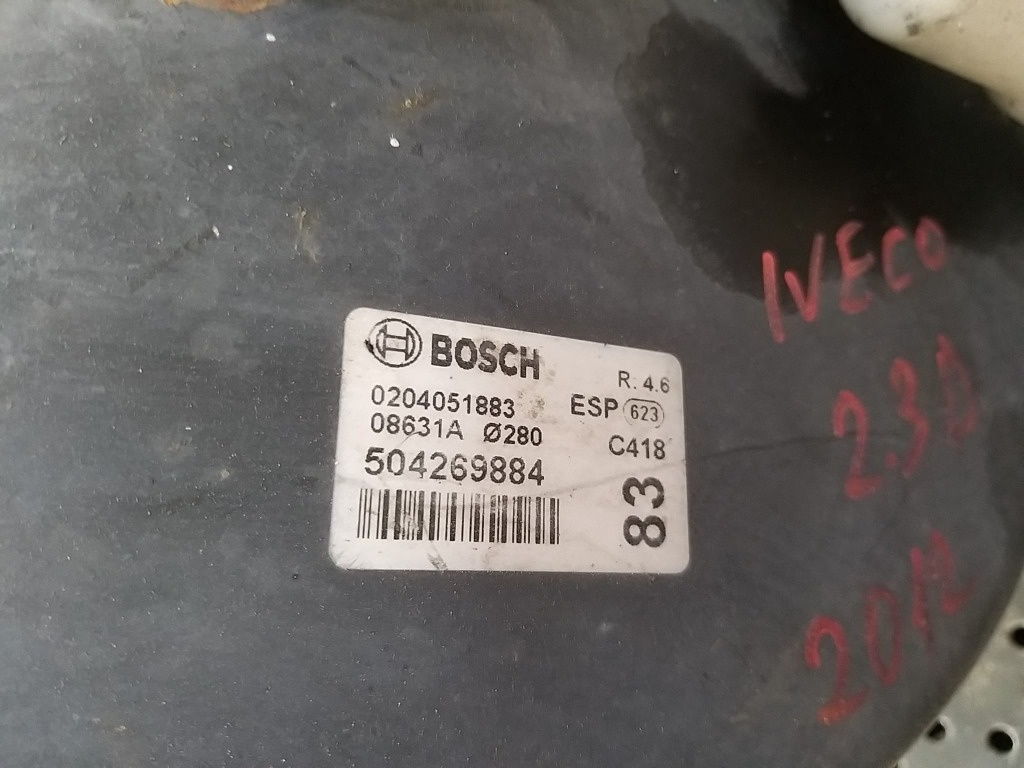 BOSCH
R: 4.6
0204051883
ESP 623
08631A Ø280
C418
504269884
83
IVECO
2.3D
2012